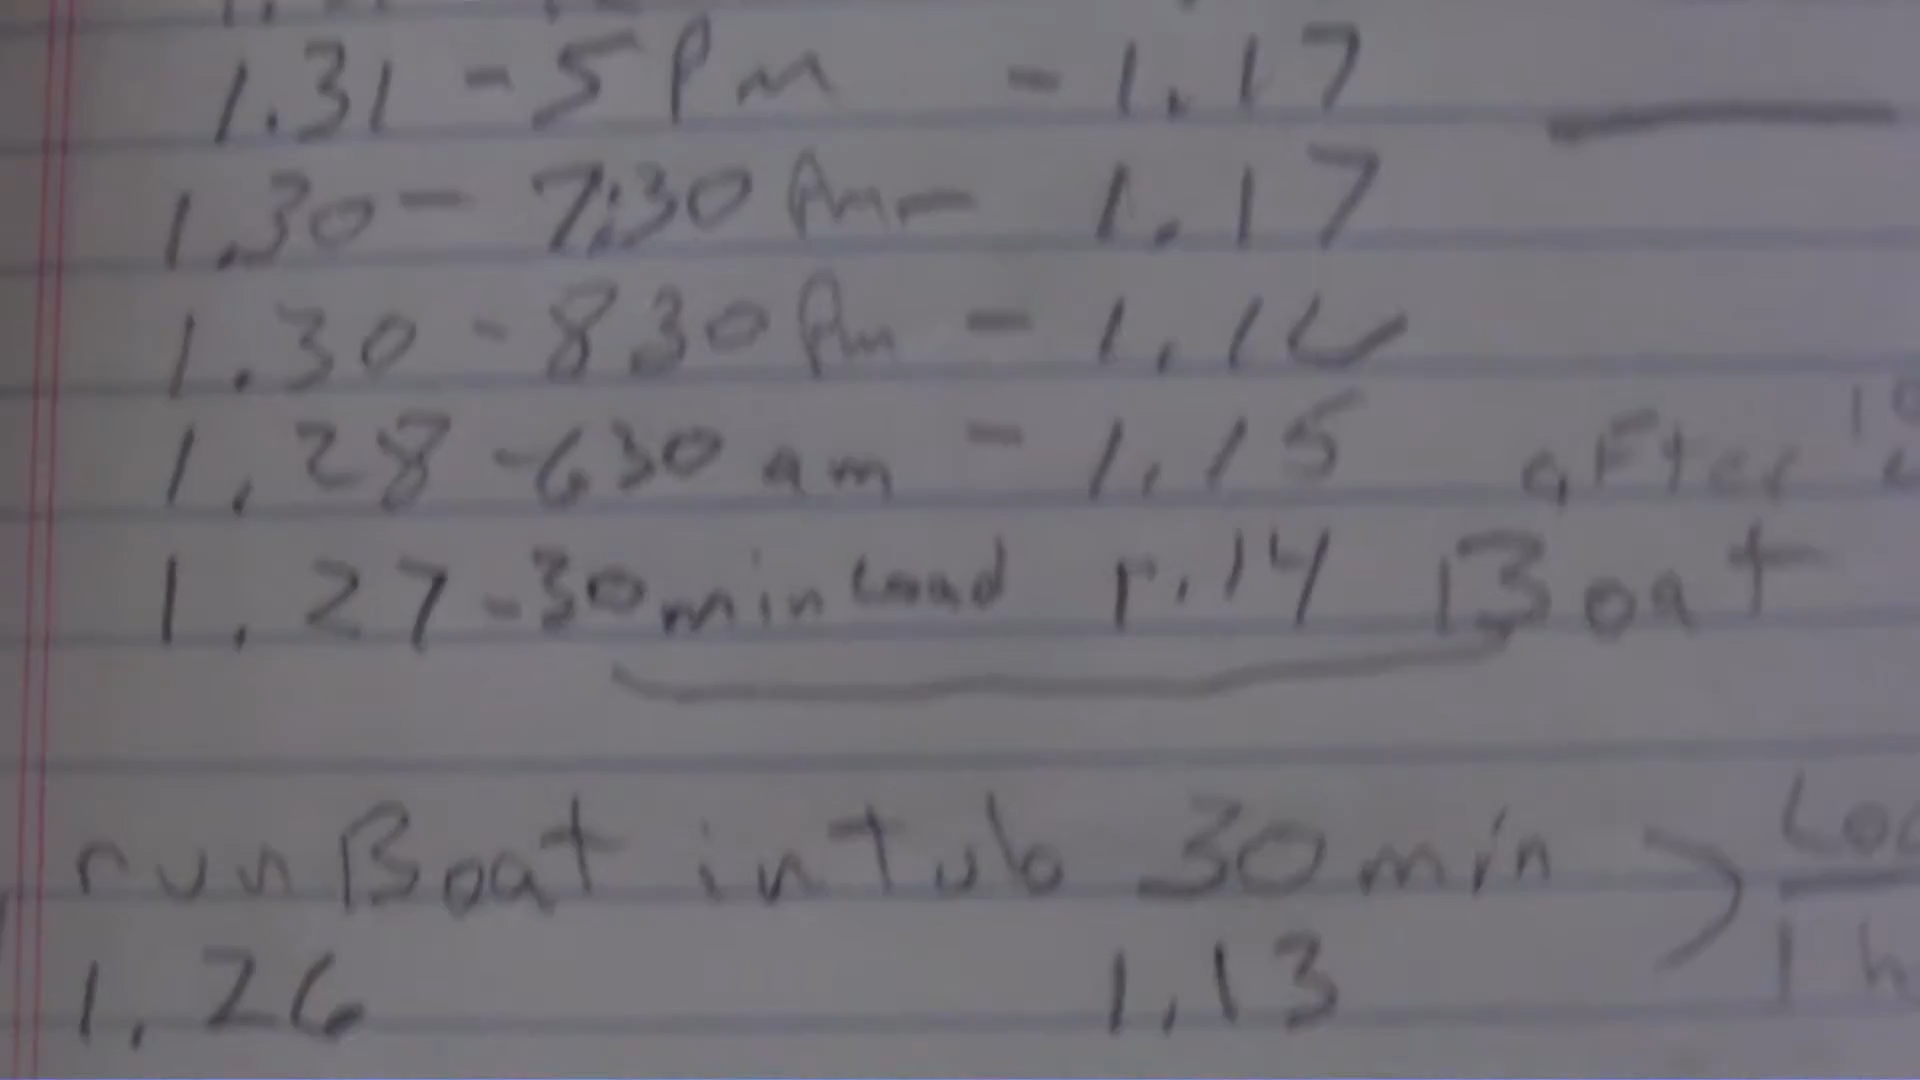 1.31 - 5 Pm - 1.17
1.30 - 7:30 Pm - 1.17
1.30 - 830 Pm - 1.16
1.28 - 630 am - 1.15 after
1.27 - 30 min Load 1.14 Boat
run Boat in tub 30 min
1.26 1.13